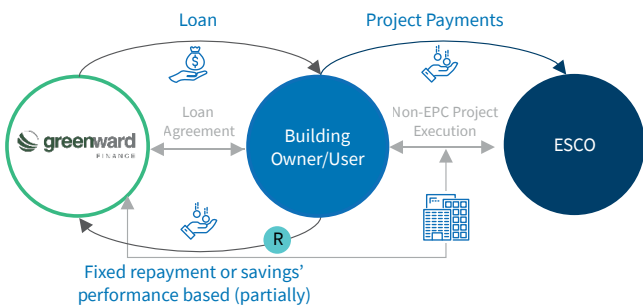 Loan
Project Payments
greenward
FINANCE
Loan
Agreement
Building
Owner/User
Non-EPC Project
Execution
ESCO
$
R
Fixed repayment or savings’
performance based (partially)